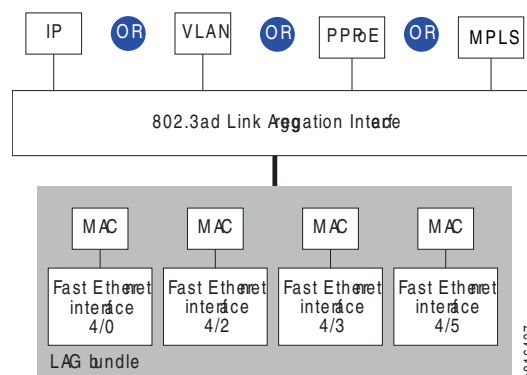 IP OR VLAN OR PPPoE OR MPLS
802.3ad Link Aggregation Interface
MAC MAC MAC MAC
Fast Ethernet Fast Ethernet Fast Ethernet Fast Ethernet
interface interface interface interface
4/0 4/2 4/3 4/5
LAG bundle